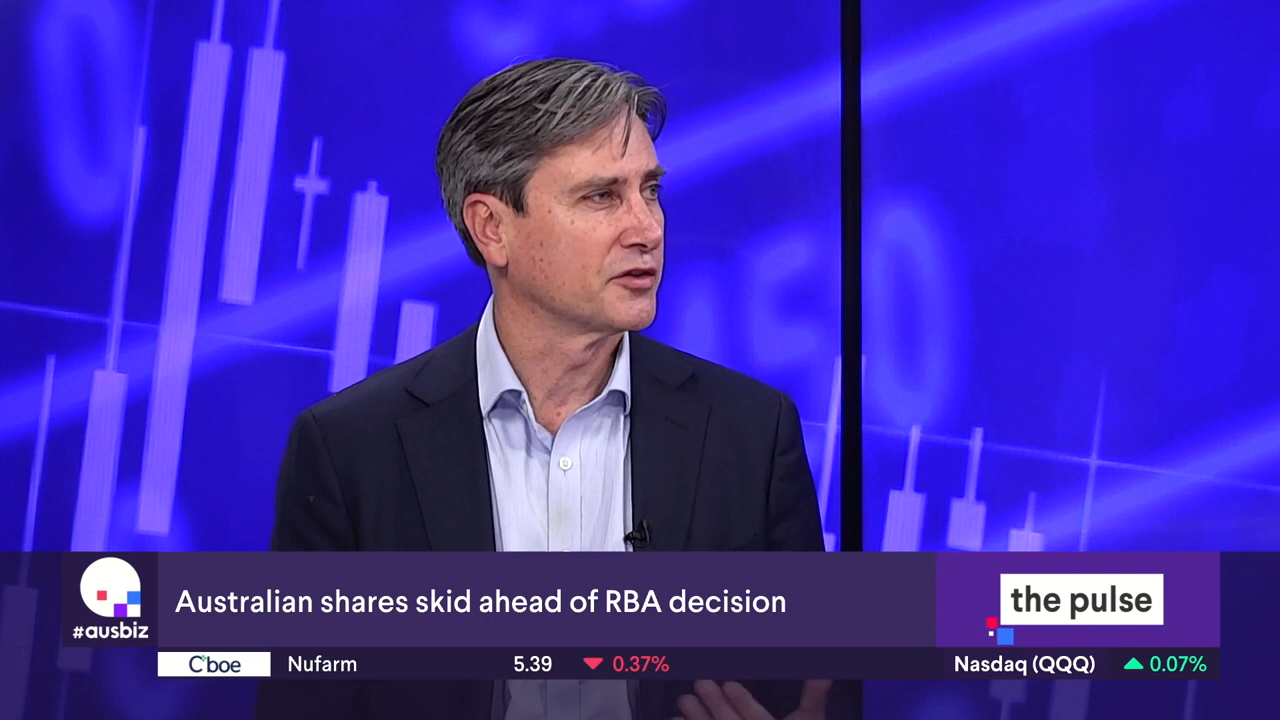 Australian shares skid ahead of RBA decision
#ausbiz
the pulse
Cboe Nufarm 5.39 0.37% Nasdaq (QQQ) 0.07%